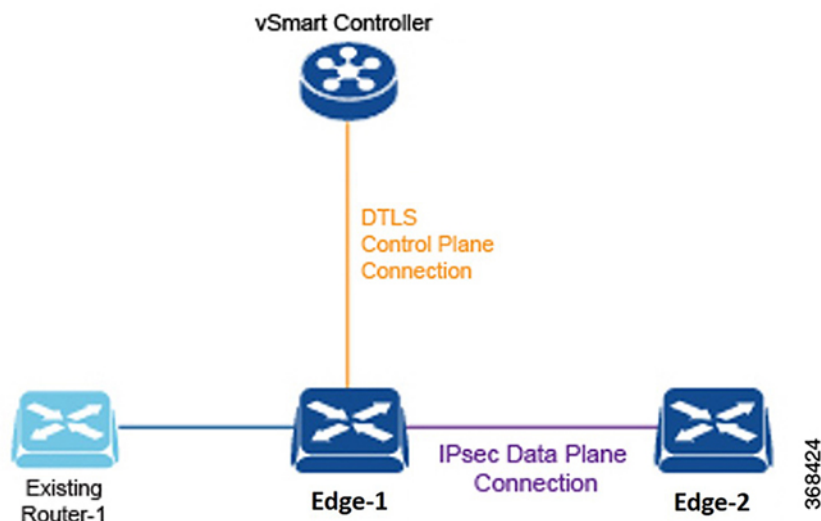 vSmart Controller
DTLS
Control Plane
Connection
IPsec Data Plane
Connection
Existing
Router-1
Edge-1
Edge-2
368424